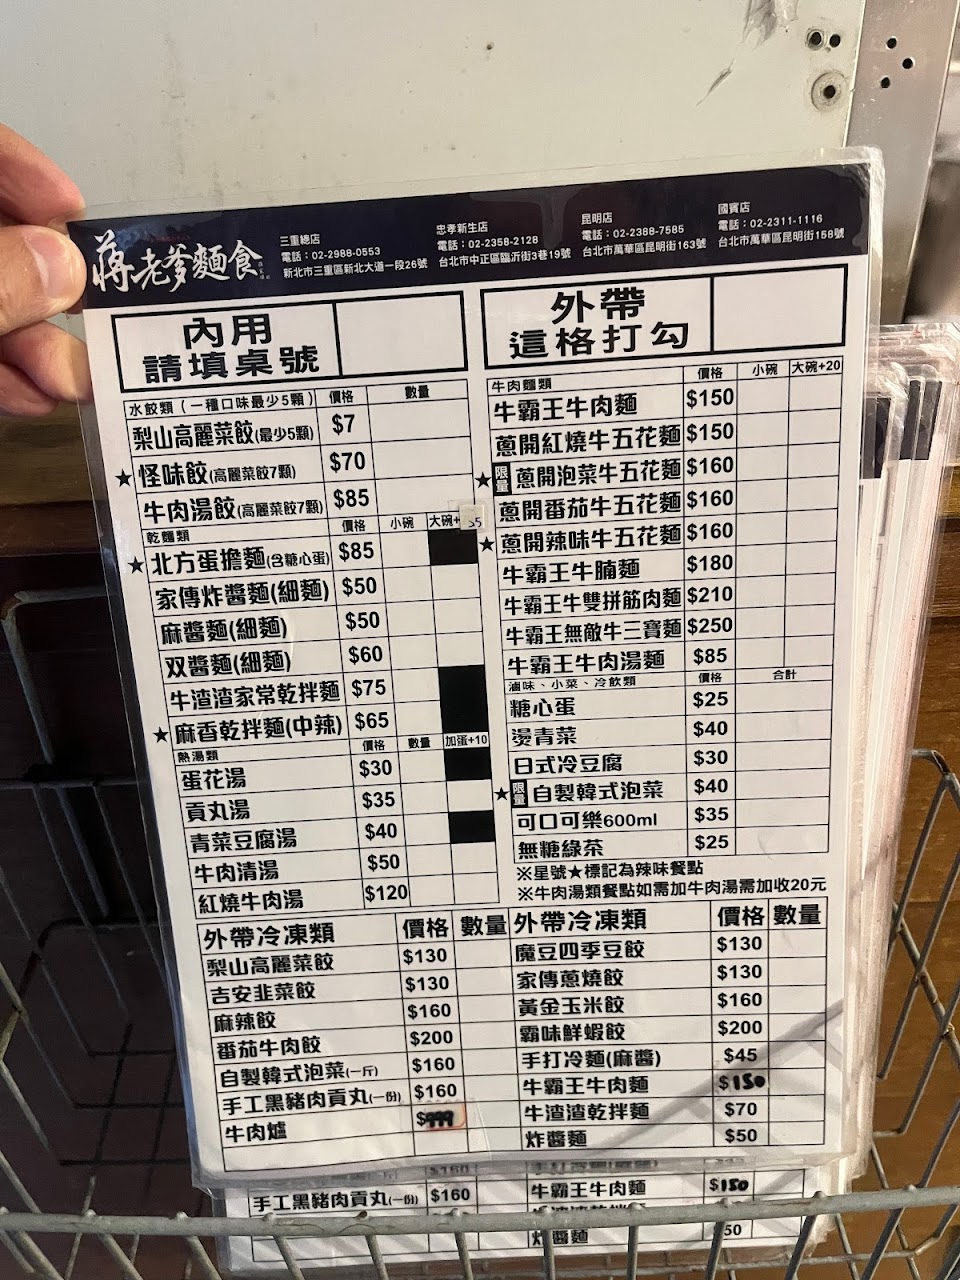 蔣老爹麵食
三重總店
電話：02-2988-0553
新北市三重區新北大道一段26號
忠孝新生店
電話：02-2358-2128
台北市中正區臨沂街3巷19號
昆明店
電話：02-2388-7585
台北市萬華區昆明街163號
國賓店
電話：02-2311-1116
台北市萬華區昆明街158號
內用
請填桌號
水餃類（一種口味最少5顆） 價格 數量
梨山高麗菜餃(最少5顆) $7
★ 怪味餃(高麗菜餃7顆) $70
牛肉湯餃(高麗菜餃7顆) $85
乾麵類 價格 小碗 大碗+
★ 北方蛋擔麵(含糖心蛋) $85
家傳炸醬麵(細麵) $50
麻醬麵(細麵) $50
双醬麵(細麵) $60
牛渣渣家常乾拌麵 $75
★ 麻香乾拌麵(中辣) $65
熱湯類 價格 數量 加蛋+10
蛋花湯 $30
貢丸湯 $35
青菜豆腐湯 $40
牛肉清湯 $50
紅燒牛肉湯 $120
外帶
這格打勾
牛肉麵類 價格 小碗 大碗+20
牛霸王牛肉麵 $150
蔥開紅燒牛五花麵 $150
★ 限量 蔥開泡菜牛五花麵 $160
蔥開番茄牛五花麵 $160
★ 蔥開辣味牛五花麵 $160
牛霸王牛腩麵 $180
牛霸王牛雙拼筋肉麵 $210
牛霸王無敵牛三寶麵 $250
牛霸王牛肉湯麵 $85
滷味、小菜、冷飲類 價格 合計
糖心蛋 $25
燙青菜 $40
日式冷豆腐 $30
★ 限量 自製韓式泡菜 $40
可口可樂600ml $35
無糖綠茶 $25
※星號★標記為辣味餐點
※牛肉湯類餐點如需加牛肉湯需加收20元
外帶冷凍類 價格 數量
梨山高麗菜餃 $130
吉安韭菜餃 $130
麻辣餃 $160
番茄牛肉餃 $200
自製韓式泡菜(一斤) $160
手工黑豬肉貢丸(一份) $160
牛肉爐 $999
外帶冷凍類 價格 數量
魔豆四季豆餃 $130
家傳蔥燒餃 $130
黃金玉米餃 $160
霸味鮮蝦餃 $200
手打冷麵(麻醬) $45
牛霸王牛肉麵 $150
牛渣渣乾拌麵 $70
炸醬麵 $50
手工黑豬肉貢丸(一份) $160
牛霸王牛肉麵 $150
炸醬麵 $50